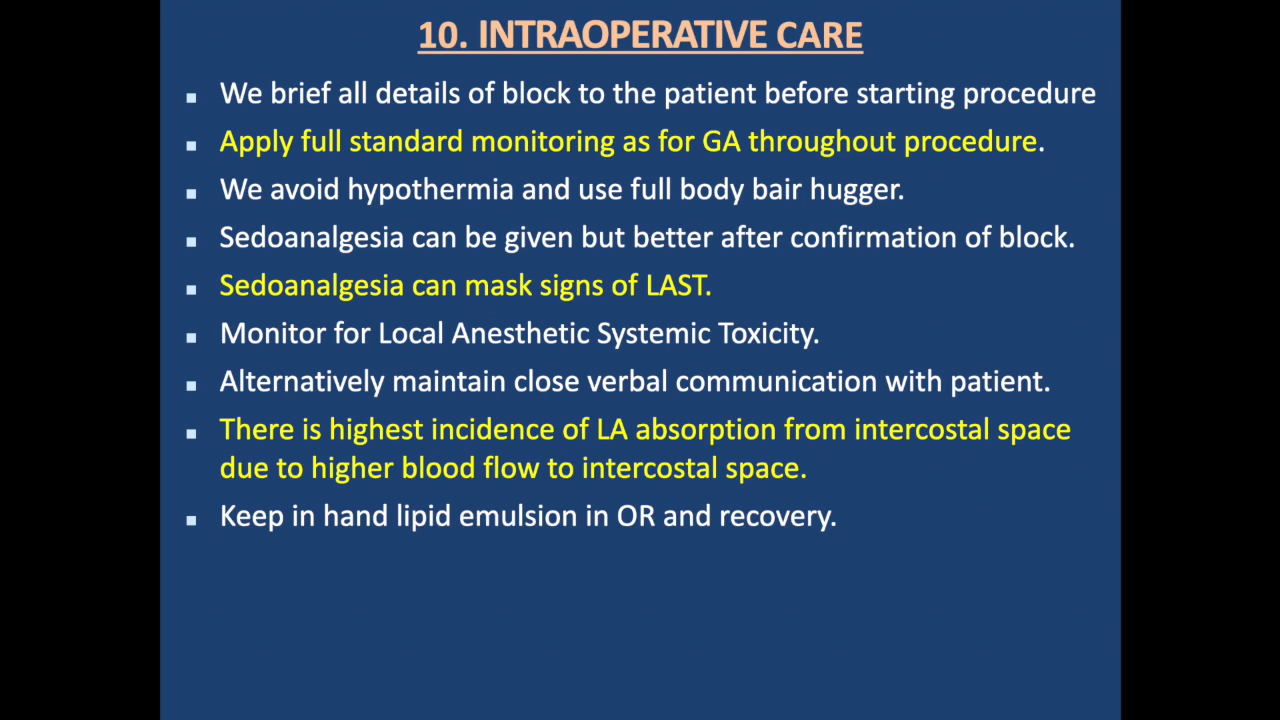 10. INTRAOPERATIVE CARE
▪ We brief all details of block to the patient before starting procedure
▪ Apply full standard monitoring as for GA throughout procedure.
▪ We avoid hypothermia and use full body bair hugger.
▪ Sedoanalgesia can be given but better after confirmation of block.
▪ Sedoanalgesia can mask signs of LAST.
▪ Monitor for Local Anesthetic Systemic Toxicity.
▪ Alternatively maintain close verbal communication with patient.
▪ There is highest incidence of LA absorption from intercostal space
due to higher blood flow to intercostal space.
▪ Keep in hand lipid emulsion in OR and recovery.